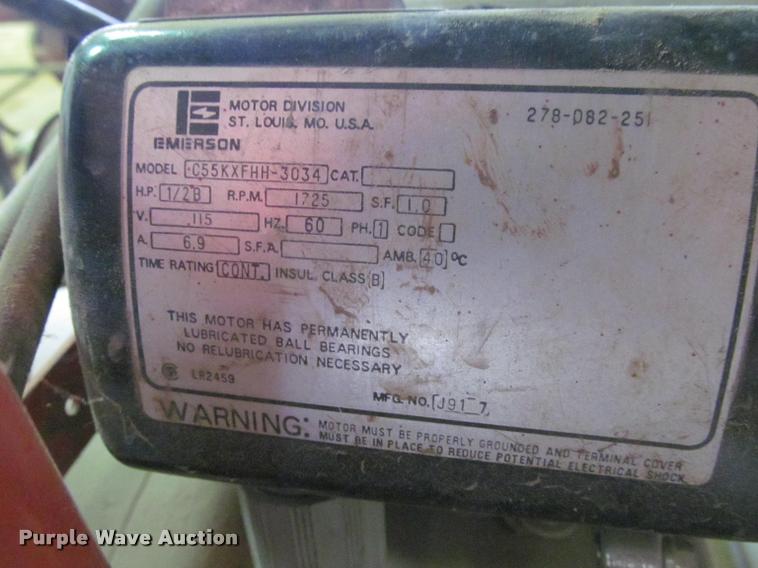 MOTOR DIVISION
ST. LOUIS, MO. U.S.A.
278-082-251
EMERSON
MODEL C55KXFHH-3034 CAT.
H.P. 1/2B R.P.M. 1725 S.F. 1.0
V. 115 HZ. 60 PH. 1 CODE
A. 6.9 S.F.A. AMB. 40 °C
TIME RATING CONT. INSUL. CLASS B
THIS MOTOR HAS PERMANENTLY
LUBRICATED BALL BEARINGS
NO RELUBRICATION NECESSARY
LR2459
MFG. NO. J91 7
WARNING: MOTOR MUST BE PROPERLY GROUNDED AND TERMINAL COVER
MUST BE IN PLACE TO REDUCE POTENTIAL ELECTRICAL SHOCK
Purple Wave Auction